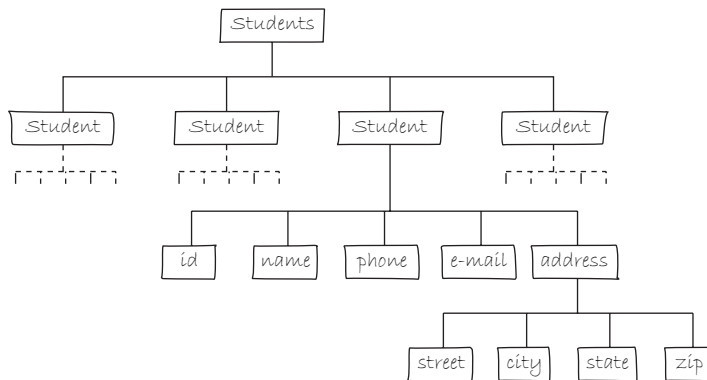 Students
Student Student Student Student
id name phone e-mail address
street city state zip